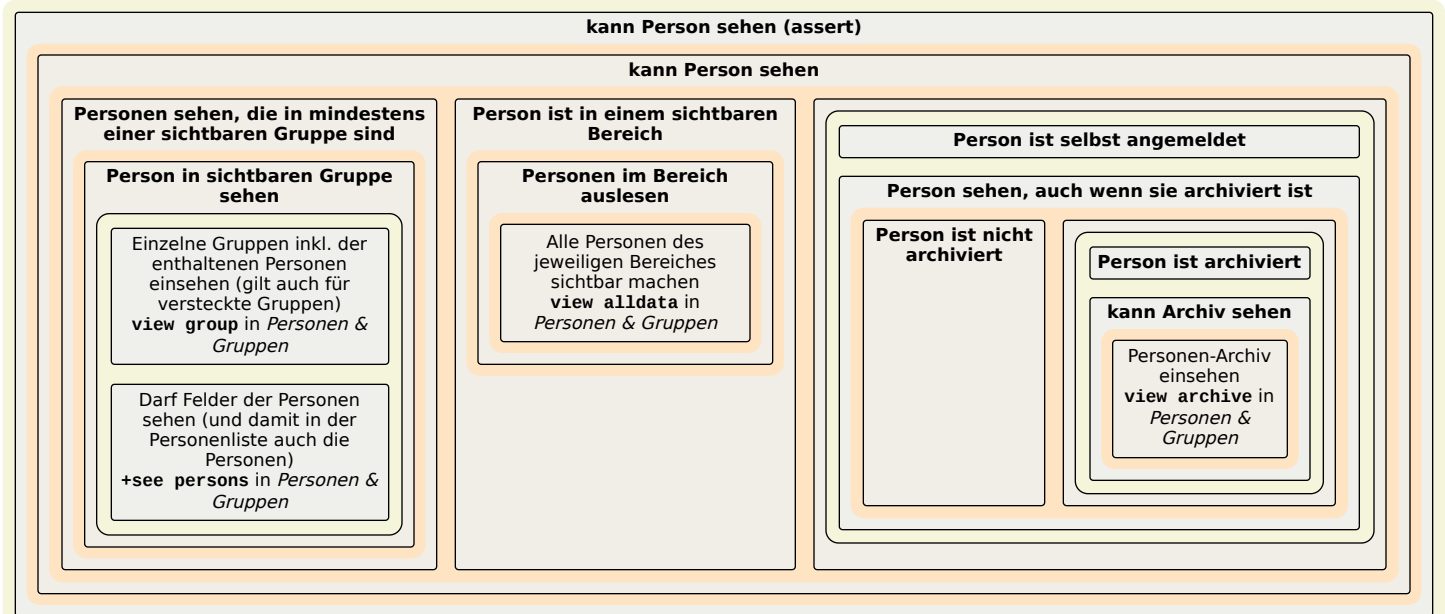 kann Person sehen (assert)
kann Person sehen
Personen sehen, die in mindestens
einer sichtbaren Gruppe sind
Person in sichtbaren Gruppe
sehen
Einzelne Gruppen inkl. der
enthaltenen Personen
einsehen (gilt auch für
versteckte Gruppen)
view group in Personen &
Gruppen
Darf Felder der Personen
sehen (und damit in der
Personenliste auch die
Personen)
+see persons in Personen &
Gruppen
Person ist in einem sichtbaren
Bereich
Personen im Bereich
auslesen
Alle Personen des
jeweiligen Bereiches
sichtbar machen
view alldata in
Personen & Gruppen
Person ist selbst angemeldet
Person sehen, auch wenn sie archiviert ist
Person ist nicht
archiviert
Person ist archiviert
kann Archiv sehen
Personen-Archiv
einsehen
view archive in
Personen &
Gruppen